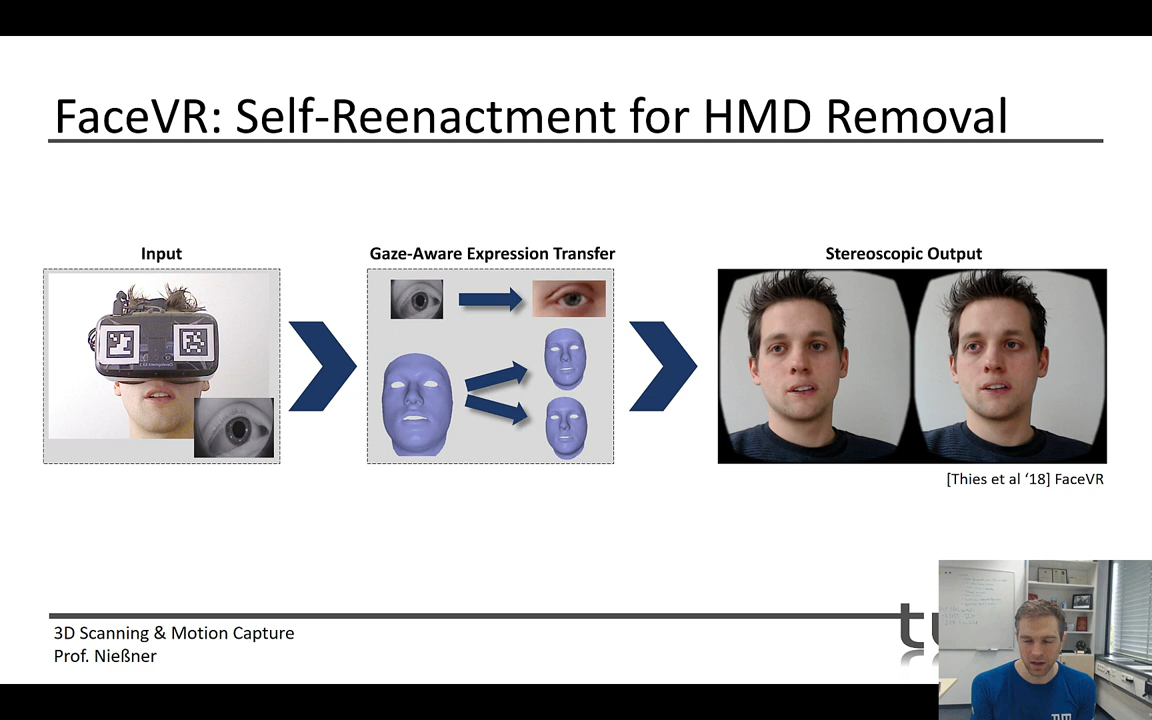 FaceVR: Self-Reenactment for HMD Removal
Input
Gaze-Aware Expression Transfer
Stereoscopic Output
[Thies et al ‘18] FaceVR
3D Scanning & Motion Capture
Prof. Nießner